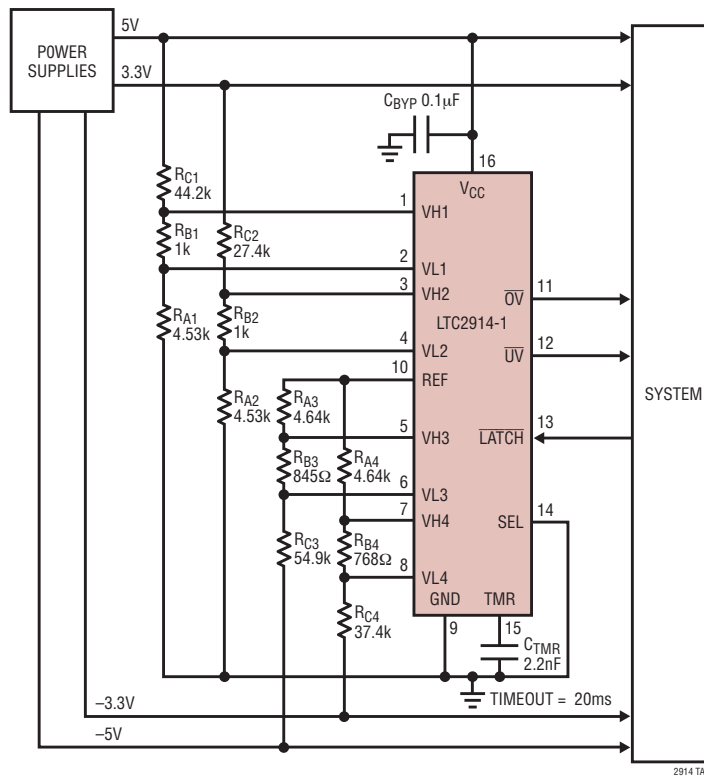 5V
POWER
SUPPLIES
3.3V
CBYP 0.1µF
16
VCC
RC1
44.2k
1
VH1
RB1
1k
RC2
27.4k
2
VL1
3
VH2
OV
11
RA1
4.53k
RB2
1k
LTC2914-1
4
VL2
UV
12
10
REF
SYSTEM
RA2
4.53k
RA3
4.64k
5
VH3
LATCH
13
RB3
845Ω
RA4
4.64k
6
VL3
14
7
VH4
SEL
RC3
54.9k
RB4
768Ω
8
VL4
GND
TMR
RC4
37.4k
9
15
CTMR
2.2nF
TIMEOUT = 20ms
–3.3V
–5V